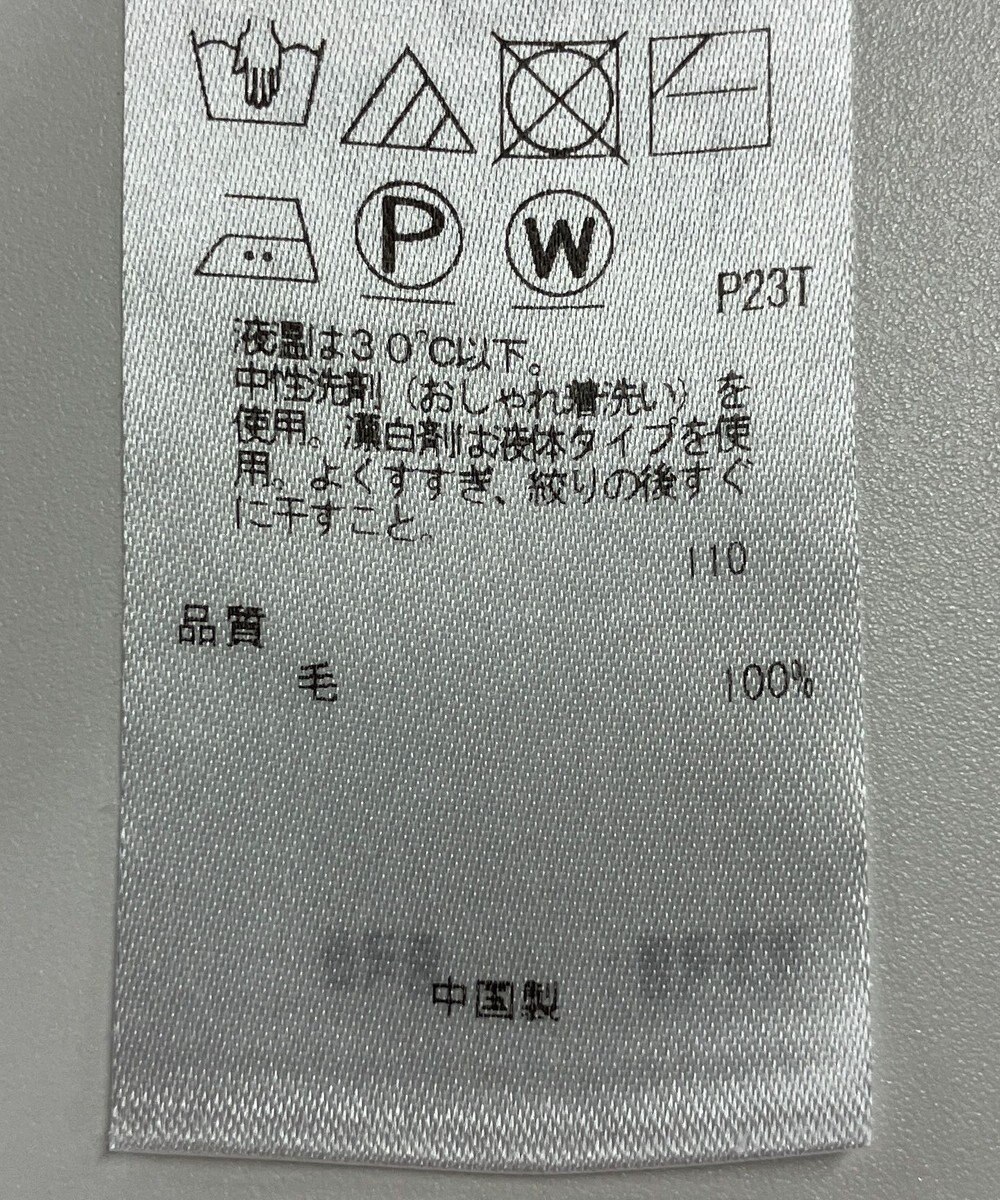 P W
P23T
液温は30℃以下。
中性洗剤（おしゃれ着洗い）を
使用。漂白剤は液体タイプを使
用。よくすすぎ、絞りの後すぐ
に干すこと。
110
品質
毛 100%
中国製